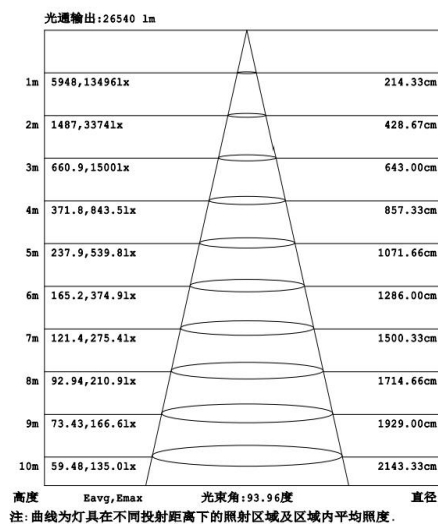 光通输出:26540 lm
1m 5948,13496lx 214.33cm
2m 1487,3374lx 428.67cm
3m 660.9,1500lx 643.00cm
4m 371.8,843.5lx 857.33cm
5m 237.9,539.8lx 1071.66cm
6m 165.2,374.9lx 1286.00cm
7m 121.4,275.4lx 1500.33cm
8m 92.94,210.9lx 1714.66cm
9m 73.43,166.6lx 1929.00cm
10m 59.48,135.0lx 2143.33cm
高度 Eavg,Emax 光束角:93.96度 直径
注:曲线为灯具在不同投射距离下的照射区域及区域内平均照度.